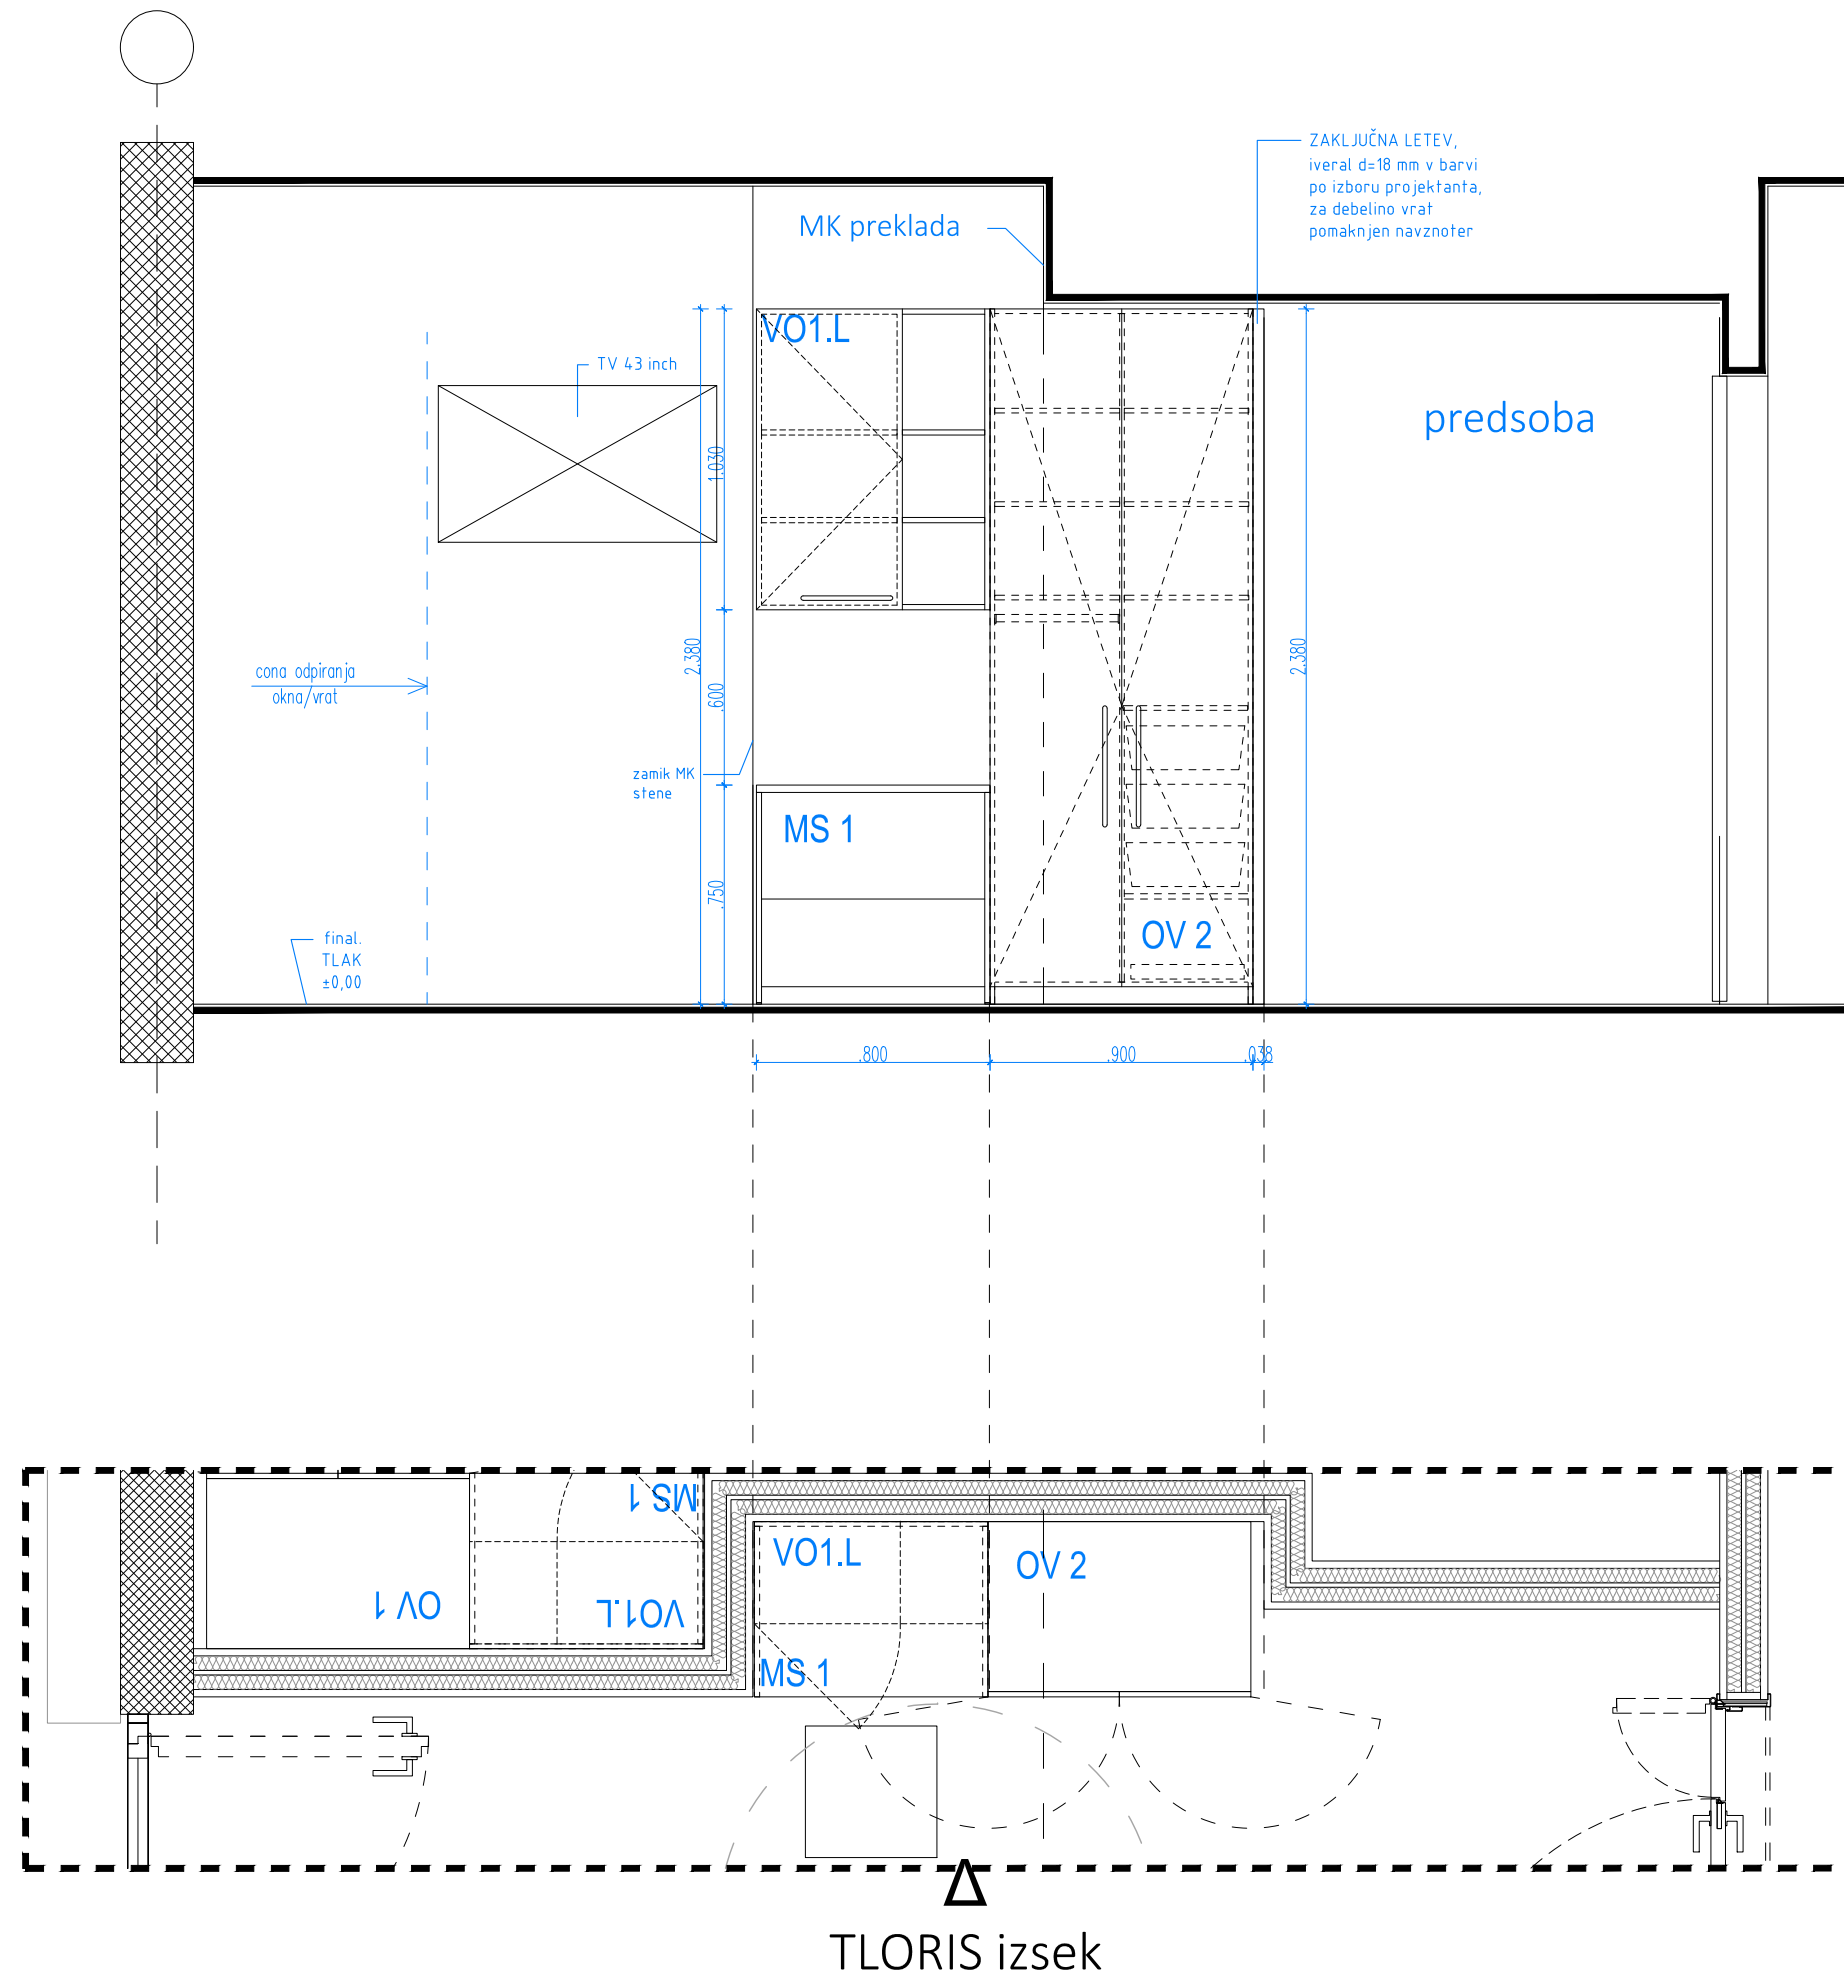 ZAKLJUČNA LETEV,
iveral d=18 mm v barvi
po izboru projektanta,
za debelino vrat
pomaknjen navznoter
MK preklada
VO1.L
TV 43 inch
predsoba
1.030
2.380
2.380
cona odpiranja
okna/vrat
.600
zamik MK
stene
MS 1
.750
OV 2
final.
TLAK
±0,00
.800
.900
.038
MS 1
VO1.L
OV 2
OV 1
VO1.L
MS 1
TLORIS izsek